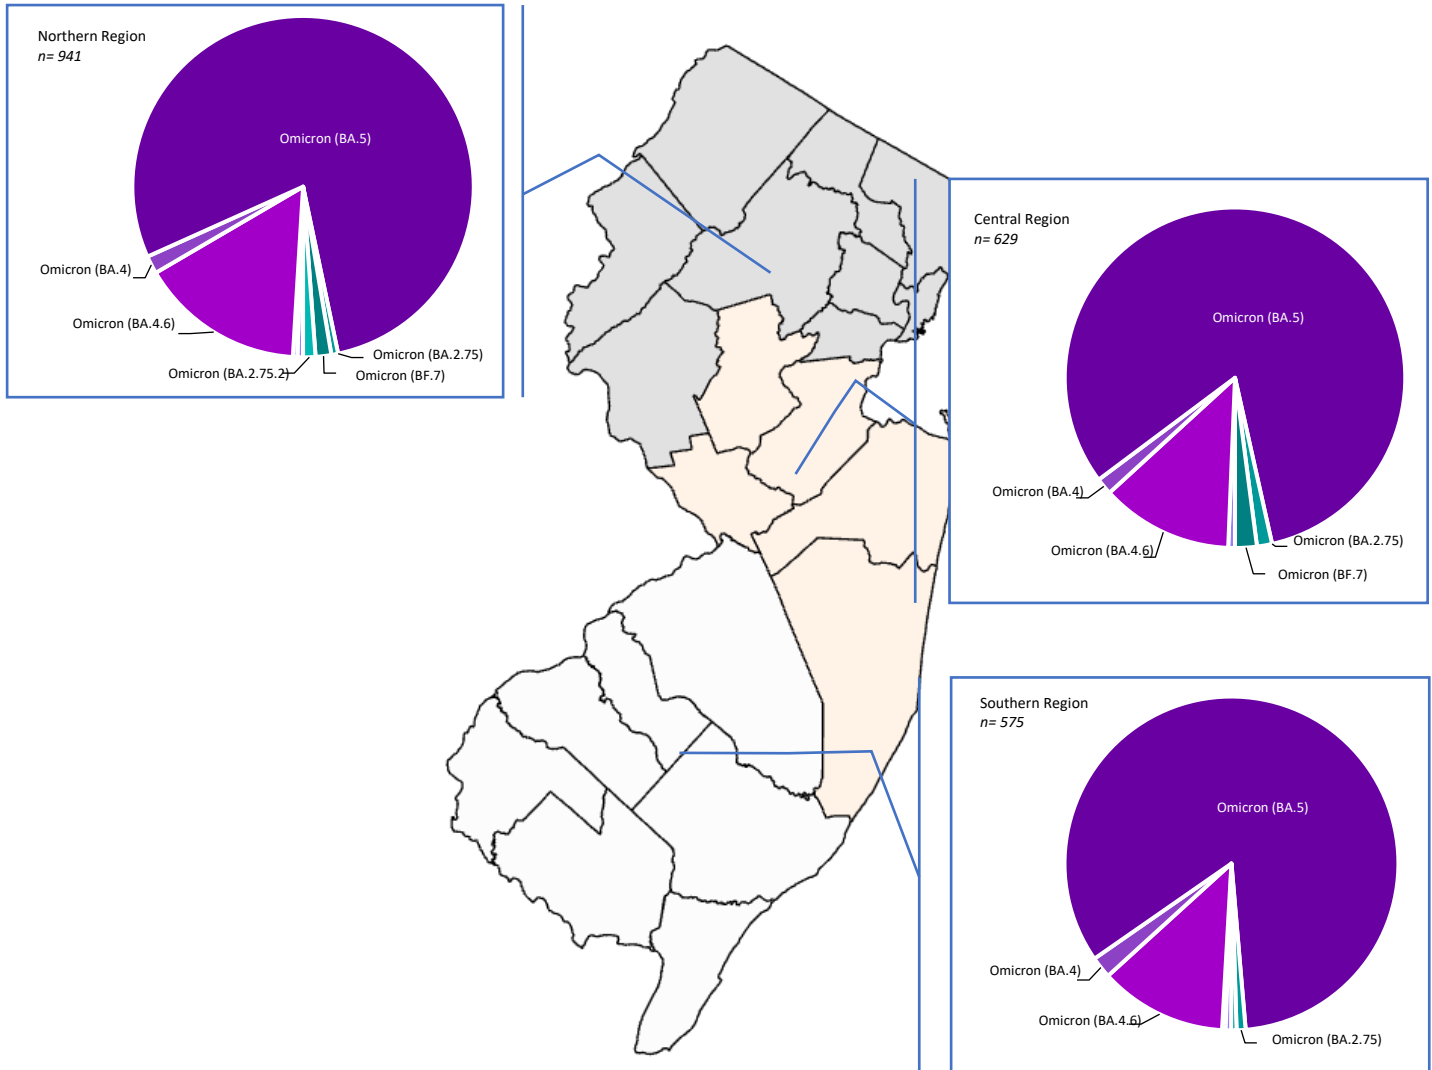 Northern Region
n= 941
Omicron (BA.5)
Omicron (BA.4)
Omicron (BA.4.6)
Omicron (BA.2.75.2)
Omicron (BA.2.75)
Omicron (BF.7)
Central Region
n= 629
Omicron (BA.5)
Omicron (BA.4)
Omicron (BA.4.6)
Omicron (BA.2.75)
Omicron (BF.7)
Southern Region
n= 575
Omicron (BA.5)
Omicron (BA.4)
Omicron (BA.4.6)
Omicron (BA.2.75)